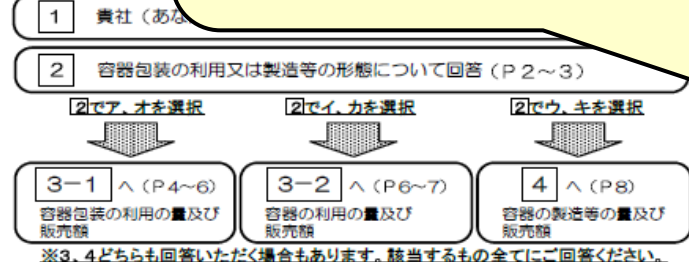 1 貴社（あな
2 容器包装の利用又は製造等の形態について回答（P２～３）
2でア、オを選択 2でイ、カを選択 2でウ、キを選択
３－１ へ（P4～6） ３－２ へ（P6～7） ４ へ（P8）
容器包装の利用の量及び 容器の利用の量及び 容器の製造等の量及び
販売額 販売額 販売額
※３、４どちらも回答いただく場合もあります。該当するもの全てにご回答ください。